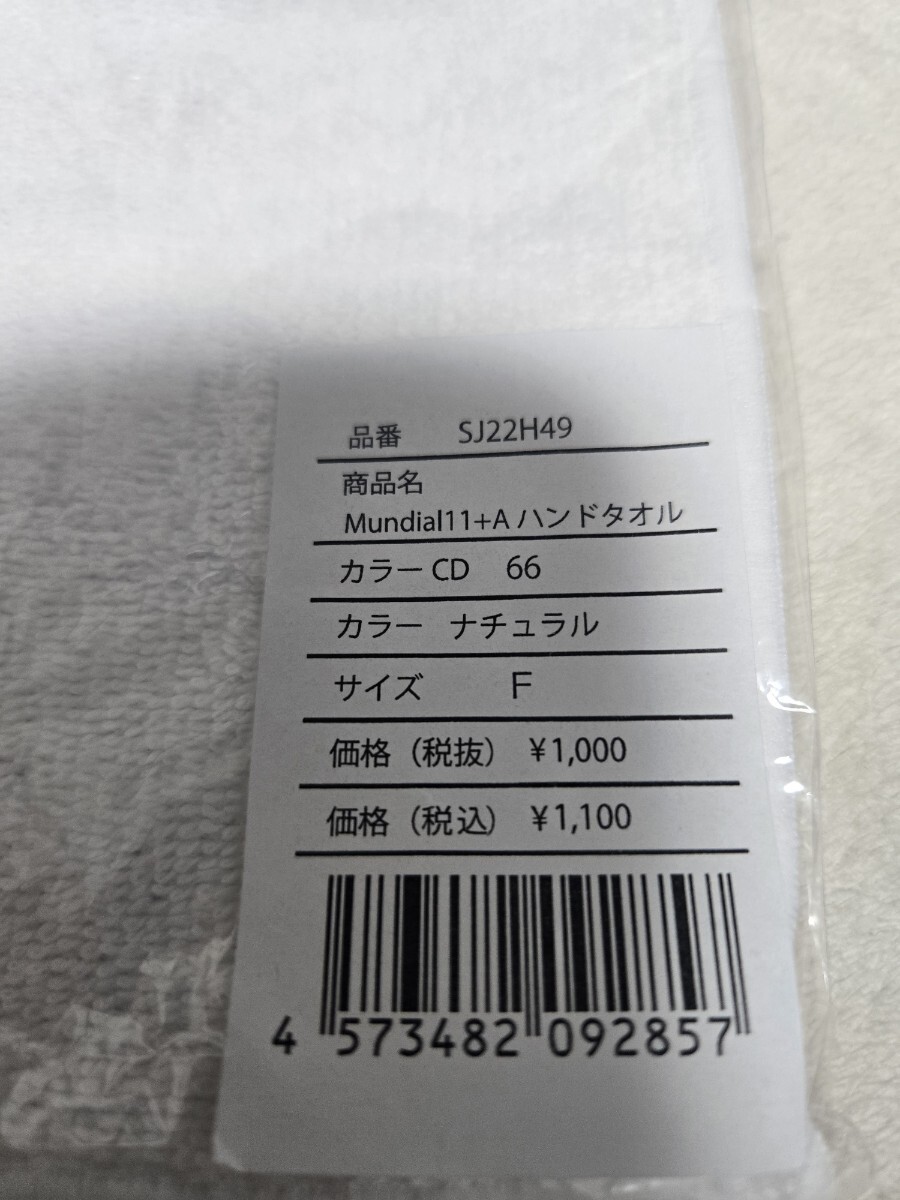 品番 SJ22H49
商品名
Mundial11+A ハンドタオル
カラー CD 66
カラー ナチュラル
サイズ F
価格（税抜） ¥1,000
価格（税込） ¥1,100
4 573482 092857